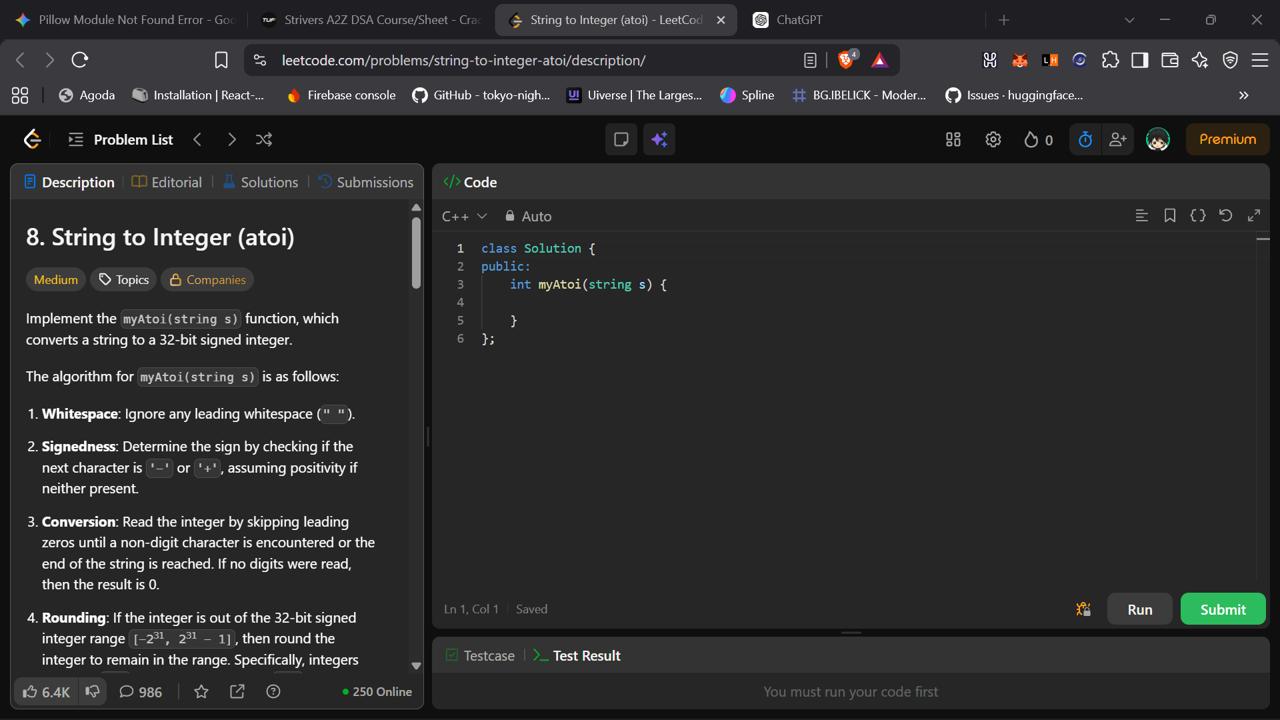 Pillow Module Not Found Error - Goo
Strivers A2Z DSA Course/Sheet - Crac
String to Integer (atoi) - LeetCod
ChatGPT
leetcode.com/problems/string-to-integer-atoi/description/
4
LH
Agoda
Installation | React-...
Firebase console
GitHub - tokyo-nigh...
UI
Uiverse | The Larges...
Spline
BG.IBELICK - Moder...
Issues · huggingface...
Problem List
0
Premium
Description
Editorial
Solutions
Submissions
</> Code
8. String to Integer (atoi)
Medium
Topics
Companies
Implement the myAtoi(string s) function, which
converts a string to a 32-bit signed integer.
The algorithm for myAtoi(string s) is as follows:
1. Whitespace: Ignore any leading whitespace (" ").
2. Signedness: Determine the sign by checking if the
next character is '-' or '+', assuming positivity if
neither present.
3. Conversion: Read the integer by skipping leading
zeros until a non-digit character is encountered or the
end of the string is reached. If no digits were read,
then the result is 0.
4. Rounding: If the integer is out of the 32-bit signed
integer range [-2³¹, 2³¹ - 1], then round the
integer to remain in the range. Specifically, integers
6.4K
986
250 Online
C++
Auto
1 class Solution {
2 public:
3 int myAtoi(string s) {
4
5 }
6 };
Ln 1, Col 1
Saved
Run
Submit
Testcase
Test Result
You must run your code first